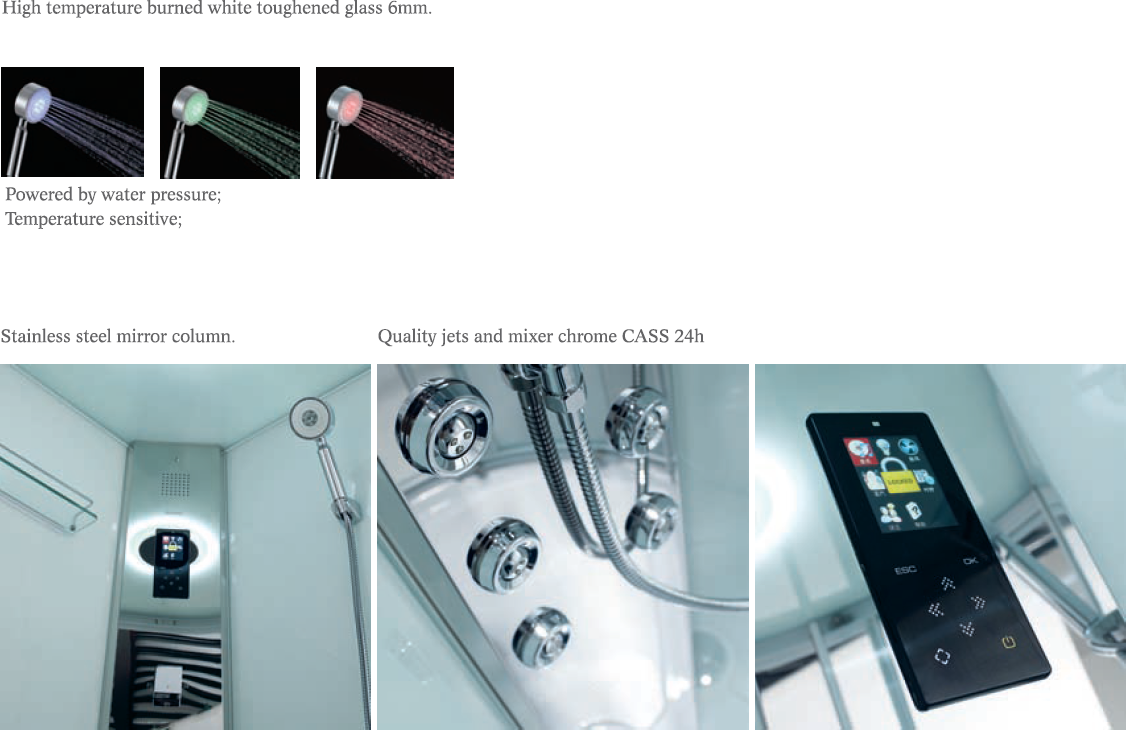 High temperature burned white toughened glass 6mm.
Powered by water pressure;
Temperature sensitive;
Stainless steel mirror column.
Quality jets and mixer chrome CASS 24h
LOCKED
ESC
OK